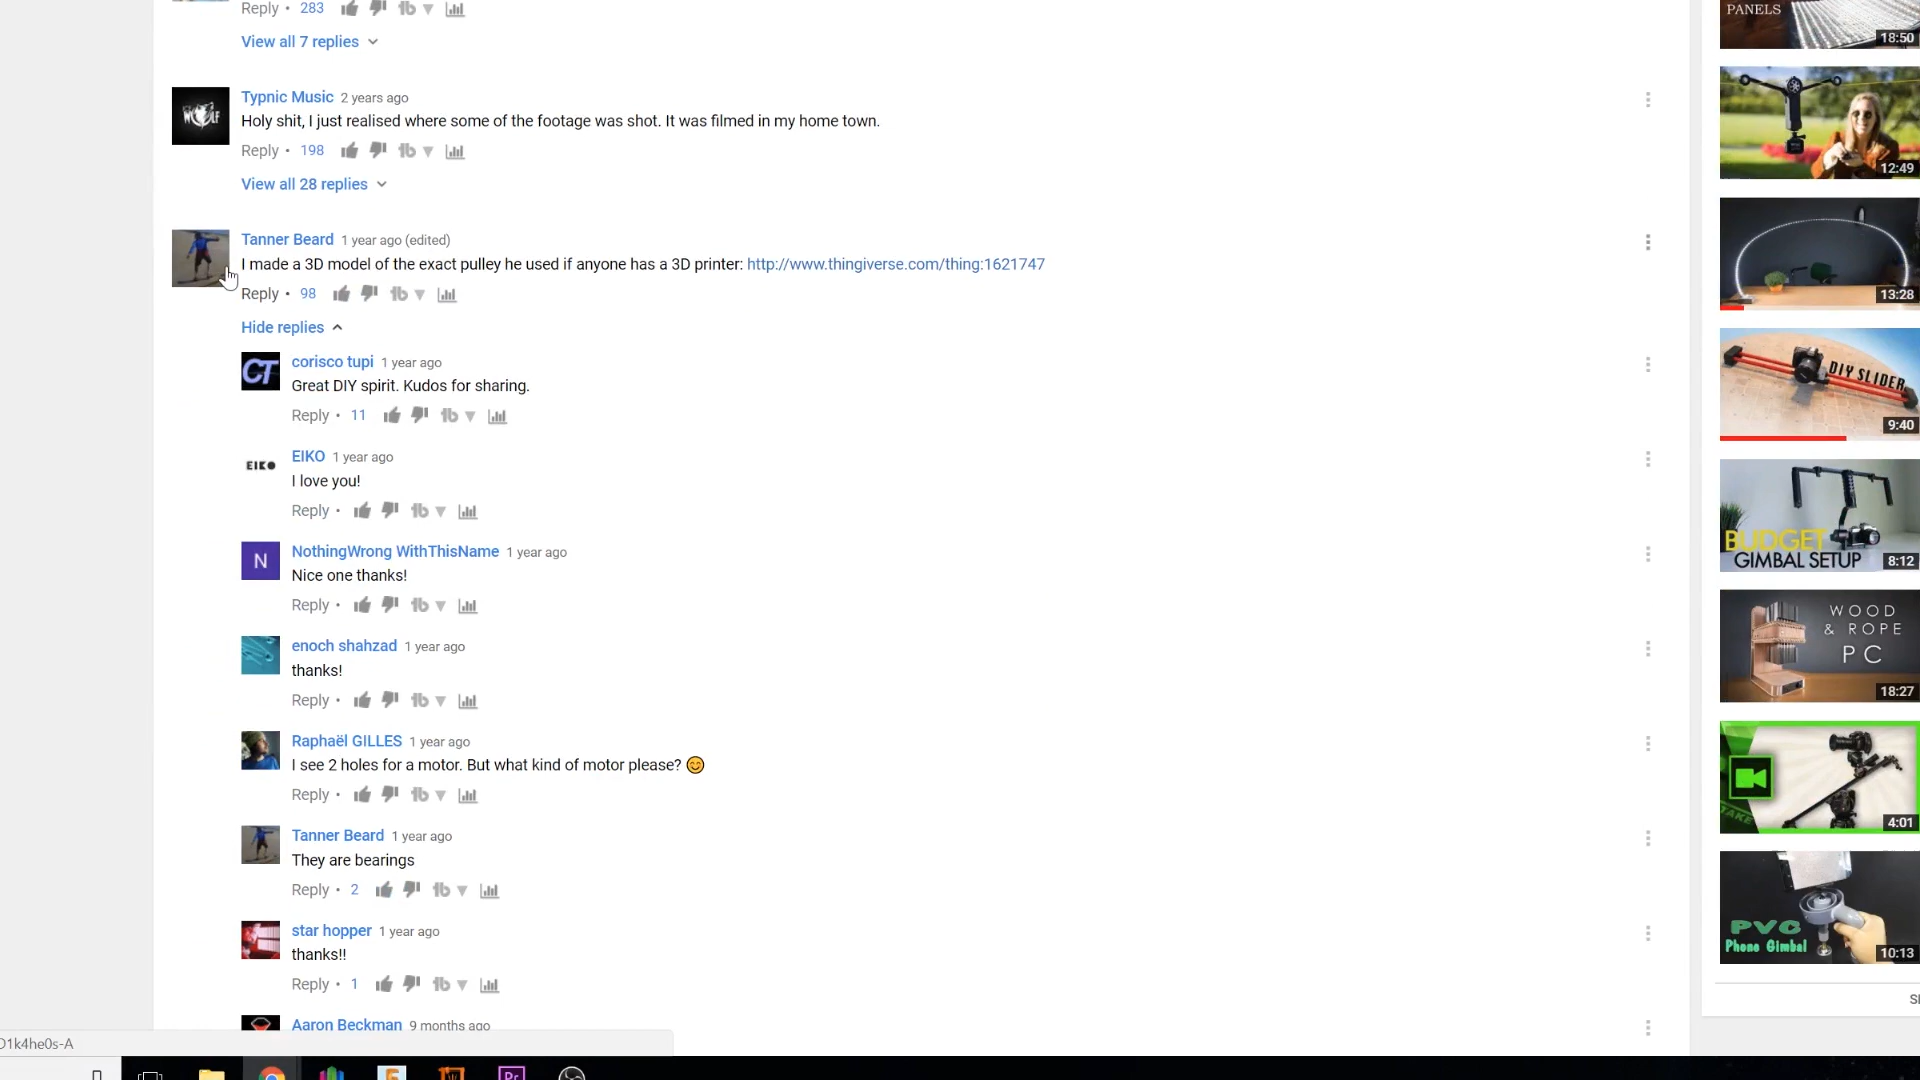 Reply • 283
View all 7 replies
Typnic Music 2 years ago
Holy shit, I just realised where some of the footage was shot. It was filmed in my home town.
Reply • 198
View all 28 replies
Tanner Beard 1 year ago (edited)
I made a 3D model of the exact pulley he used if anyone has a 3D printer: http://www.thingiverse.com/thing:1621747
Reply • 98
Hide replies
CT
corisco tupi 1 year ago
Great DIY spirit. Kudos for sharing.
Reply • 11
EIKO
EIKO 1 year ago
I love you!
Reply •
N
NothingWrong WithThisName 1 year ago
Nice one thanks!
Reply •
enoch shahzad 1 year ago
thanks!
Reply •
Raphaël GILLES 1 year ago
I see 2 holes for a motor. But what kind of motor please? 😊
Reply •
Tanner Beard 1 year ago
They are bearings
Reply • 2
star hopper 1 year ago
thanks!!
Reply • 1
Aaron Beckman 9 months ago
PANELS
18:50
12:49
13:28
DIY SLIDER
9:40
BUDGET
GIMBAL SETUP
8:12
WOOD
& ROPE
PC
18:27
4:01
PVC
Phone Gimbal
10:13
D1k4he0s-A
Pr